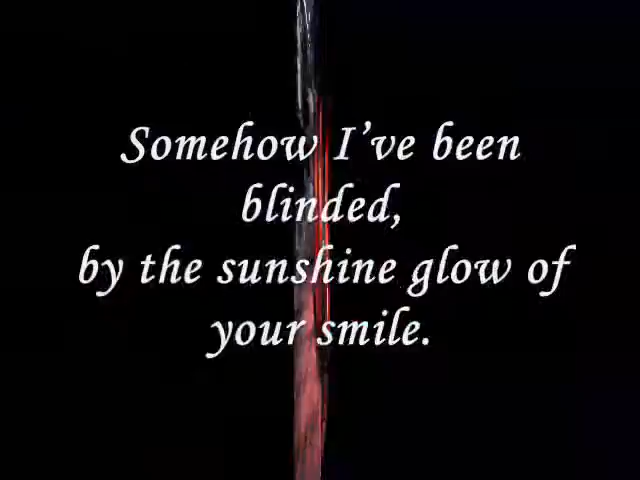 Somehow I’ve been
blinded,
by the sunshine glow of
your smile.